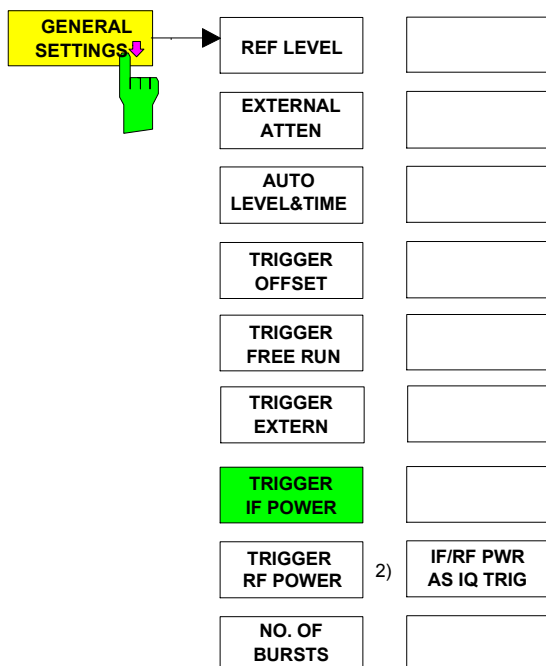 GENERAL
SETTINGS
REF LEVEL
EXTERNAL
ATTEN
AUTO
LEVEL&TIME
TRIGGER
OFFSET
TRIGGER
FREE RUN
TRIGGER
EXTERN
TRIGGER
IF POWER
TRIGGER
RF POWER
2)
IF/RF PWR
AS IQ TRIG
NO. OF
BURSTS